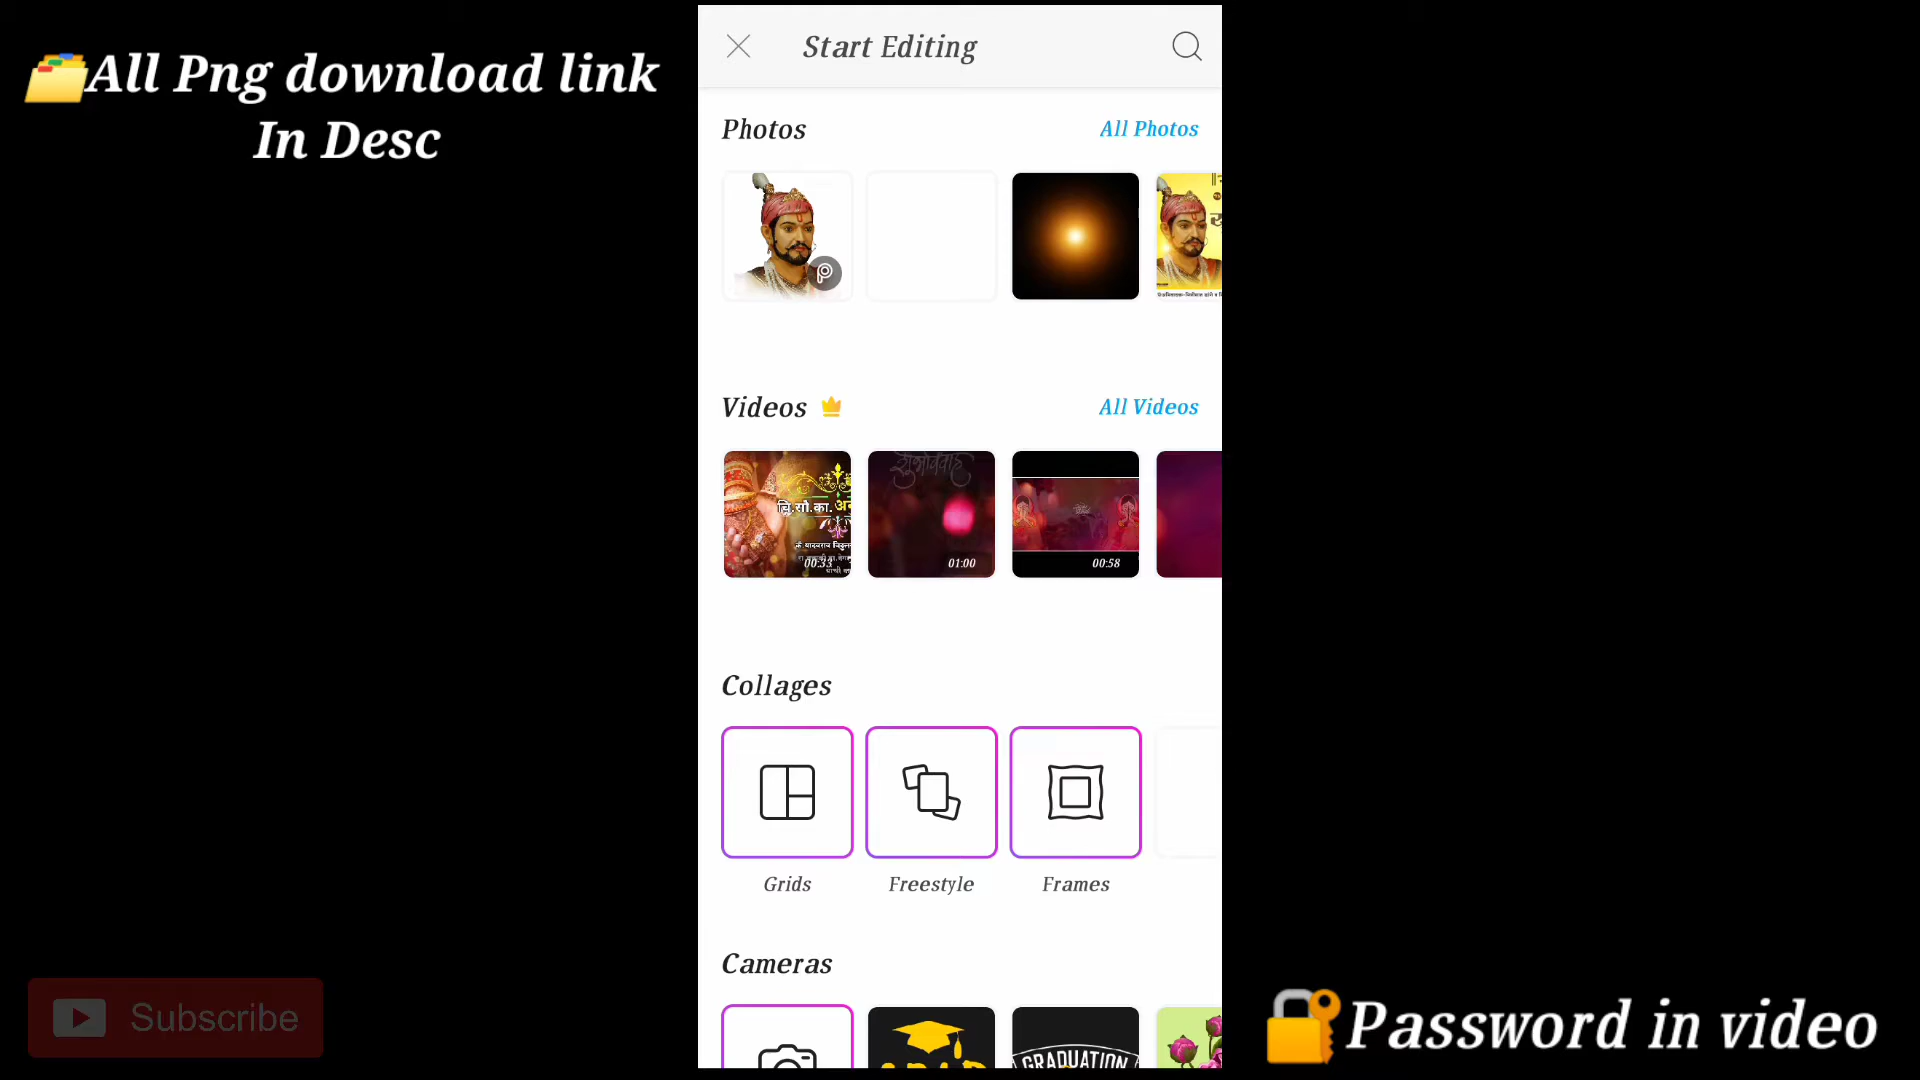 All Png download link
In Desc
Start Editing
Photos
All Photos
Videos
All Videos
चि.सौ.का.
00:33
01:00
00:58
Collages
Grids
Freestyle
Frames
Cameras
GRADUATION
Subscribe
Password in video